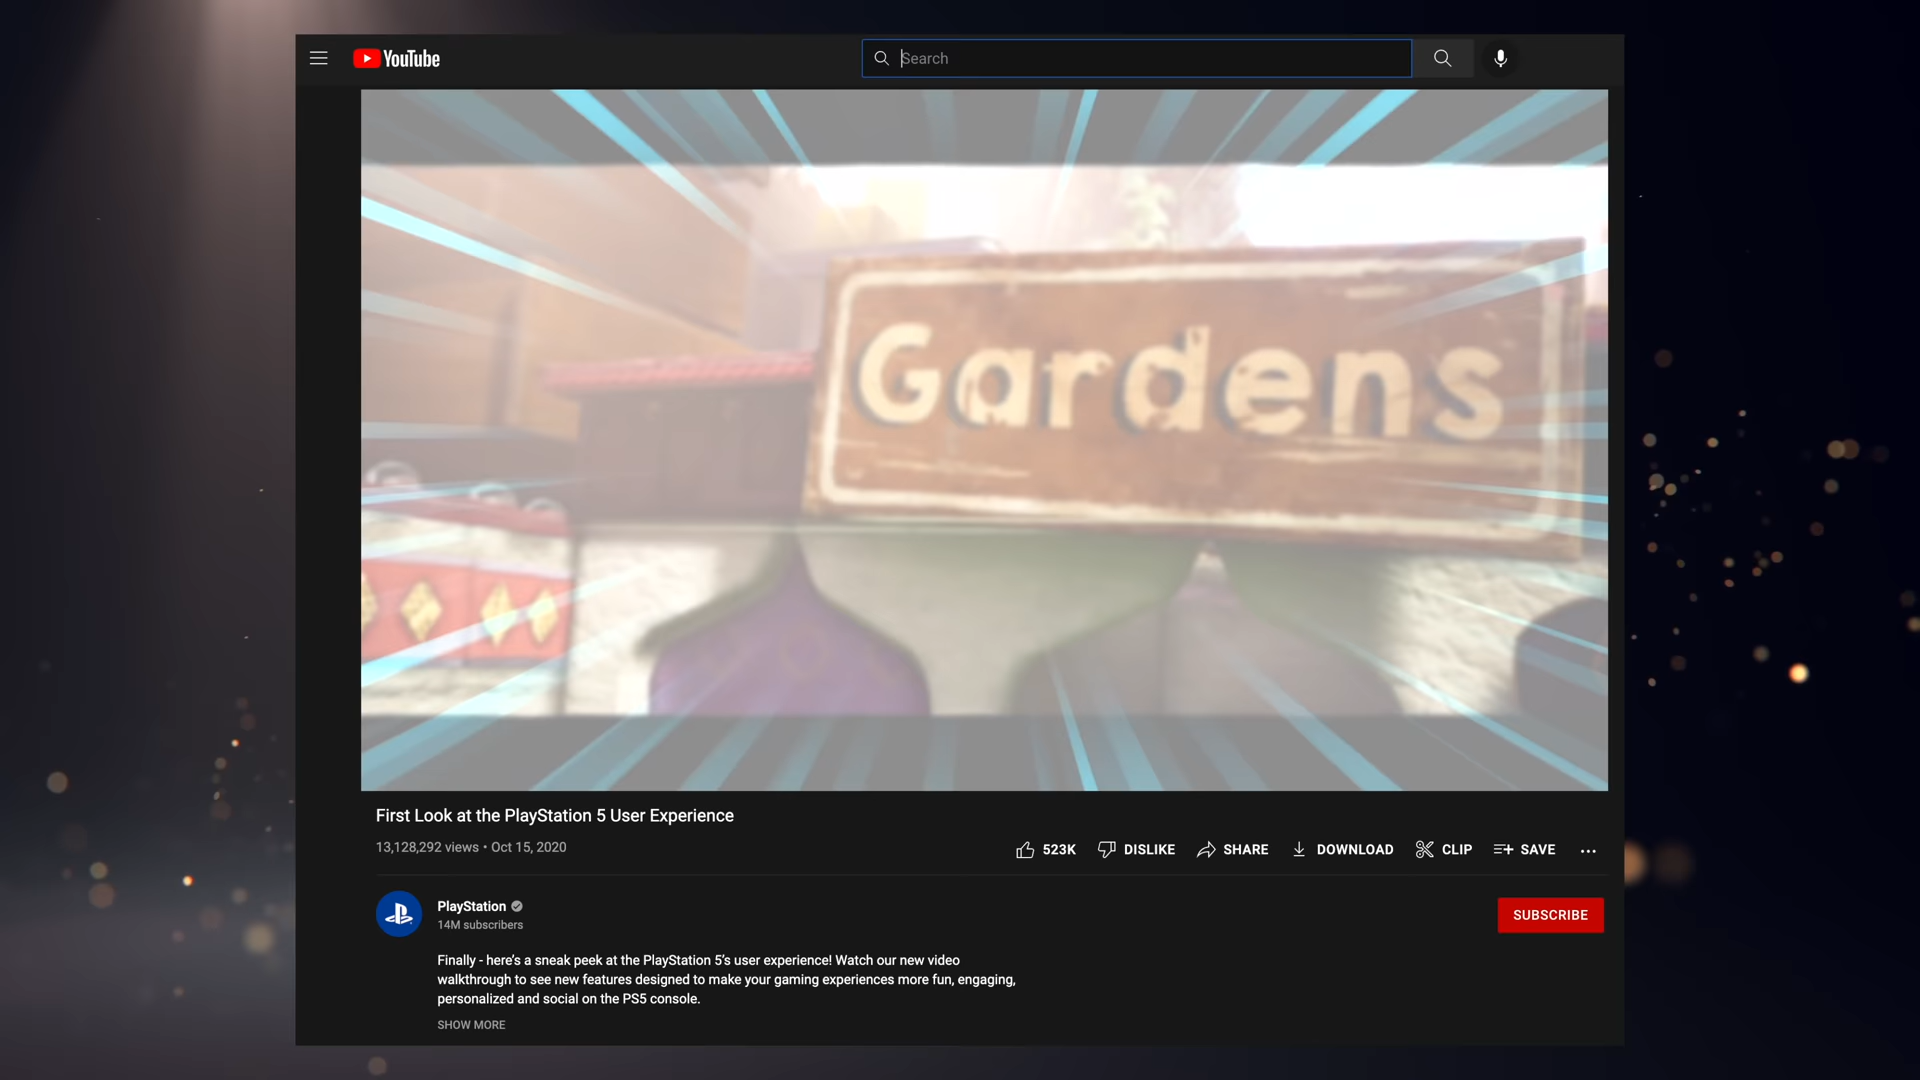 YouTube
Search
Gardens
First Look at the PlayStation 5 User Experience
13,128,292 views • Oct 15, 2020
523K
DISLIKE
SHARE
DOWNLOAD
CLIP
SAVE
PlayStation
14M subscribers
SUBSCRIBE
Finally - here's a sneak peek at the PlayStation 5's user experience! Watch our new video
walkthrough to see new features designed to make your gaming experiences more fun, engaging,
personalized and social on the PS5 console.
SHOW MORE